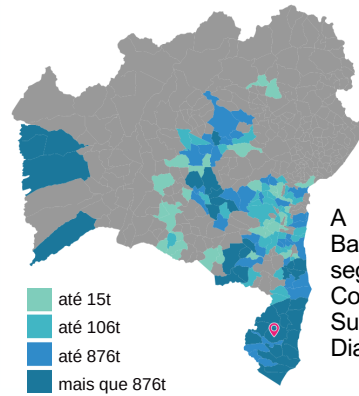 A
Ba
seg
Co
Su
Dia
até 15t
até 106t
até 876t
mais que 876t